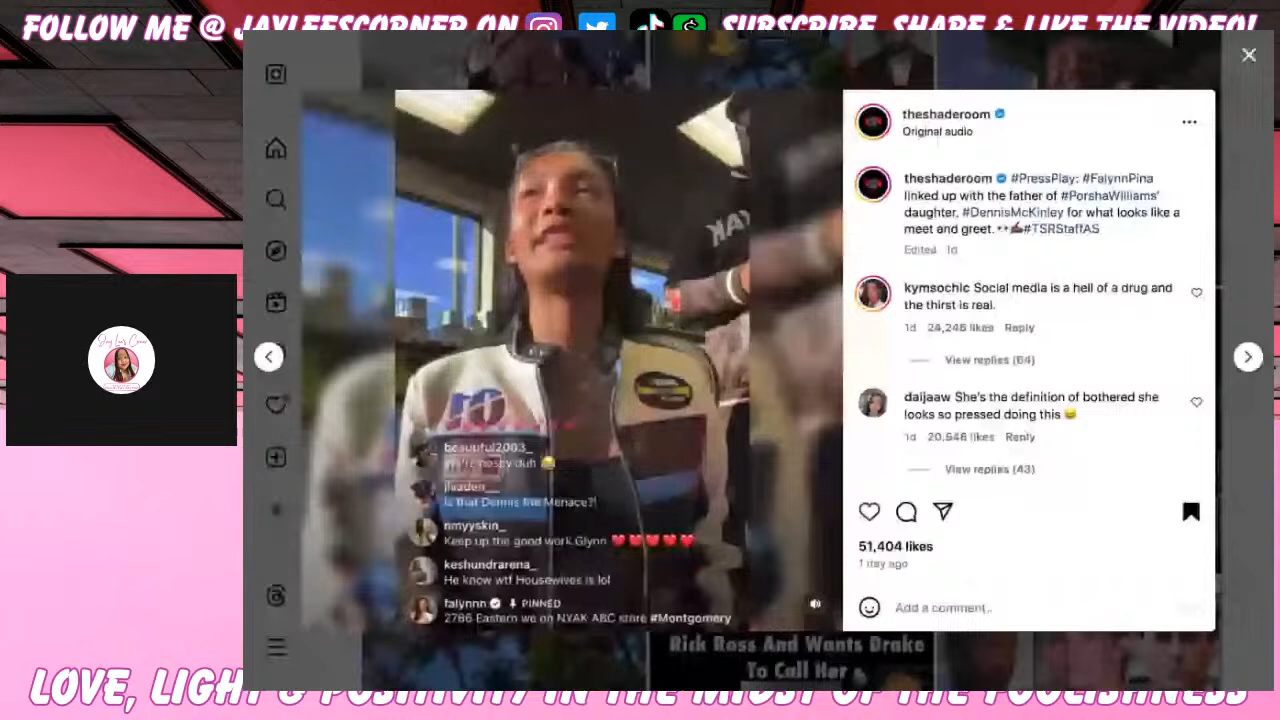 FOLLOW ME @ JAYLEESCORNER ON
SUBSCRIBE, SHARE & LIKE THE VIDEO!
theshaderoom
Original audio
theshaderoom #PressPlay: #FalynnPina
linked up with the father of #PorshaWilliams'
daughter, #DennisMcKinley for what looks like a
meet and greet. 👀✍🏾#TSRStaffAS
Edited 1d
kymsochic Social media is a hell of a drug and
the thirst is real.
1d 24,246 likes Reply
View replies (64)
daijaaw She's the definition of bothered she
looks so pressed doing this 😂
1d 20,546 likes Reply
View replies (43)
51,404 likes
1 day ago
Add a comment...
beautiful2003_
nosey duh 😂
jhaden__
Is that Dennis the Menace?!
nmyyskin_
Keep up the good work Glynn ❤️❤️❤️❤️❤️
keshundrarena_
He know wtf Housewives is lol
falynnn PINNED
2786 Eastern we on NYAK ABC store #Montgomery
Rick Ross And Wants Drake
To Call Her
LOVE, LIGHT & POSITIVITY IN THE MIDST OF THE FOOLISHNESS